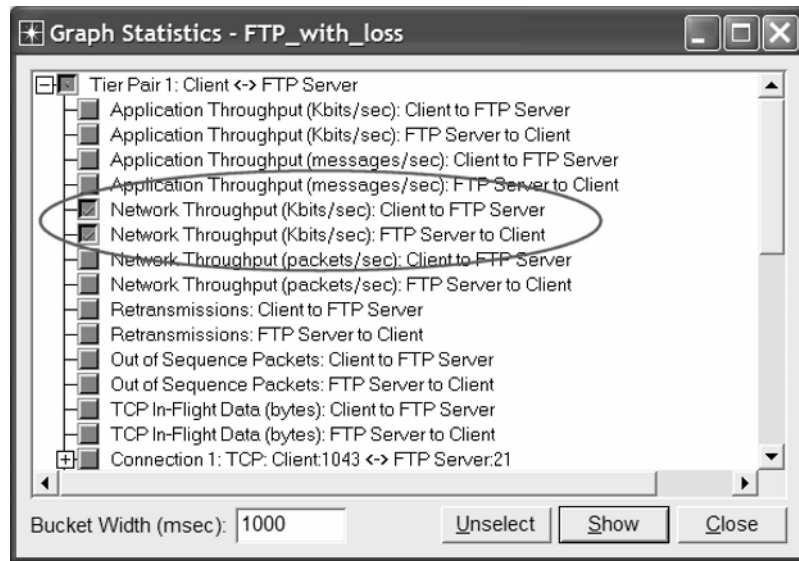 Graph Statistics - FTP_with_loss
Tier Pair 1: Client <-> FTP Server
Application Throughput (Kbits/sec): Client to FTP Server
Application Throughput (Kbits/sec): FTP Server to Client
Application Throughput (messages/sec): Client to FTP Server
Application Throughput (messages/sec): FTP Server to Client
Network Throughput (Kbits/sec): Client to FTP Server
Network Throughput (Kbits/sec): FTP Server to Client
Network Throughput (packets/sec): Client to FTP Server
Network Throughput (packets/sec): FTP Server to Client
Retransmissions: Client to FTP Server
Retransmissions: FTP Server to Client
Out of Sequence Packets: Client to FTP Server
Out of Sequence Packets: FTP Server to Client
TCP In-Flight Data (bytes): Client to FTP Server
TCP In-Flight Data (bytes): FTP Server to Client
Connection 1: TCP: Client:1043 <-> FTP Server:21
Bucket Width (msec): 1000 Unselect Show Close